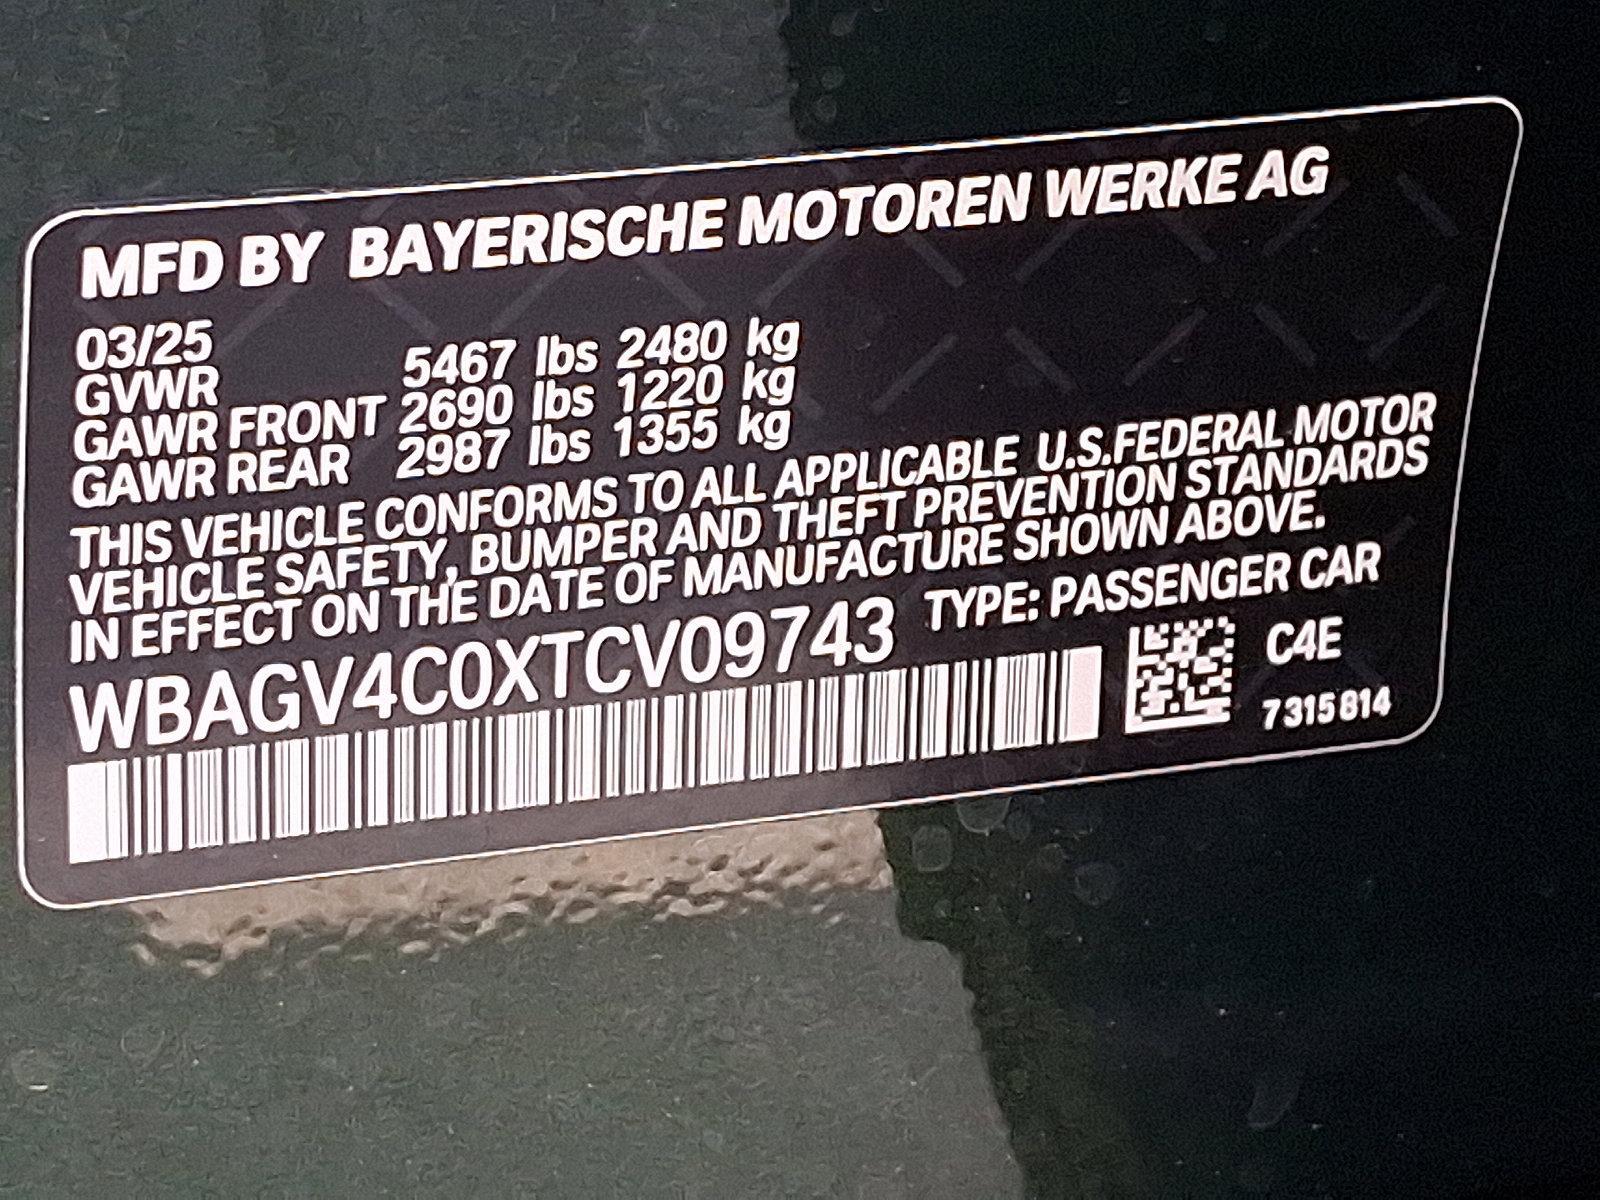 MFD BY BAYERISCHE MOTOREN WERKE AG
03/25
GVWR 5467 lbs 2480 kg
GAWR FRONT 2690 lbs 1220 kg
GAWR REAR 2987 lbs 1355 kg
THIS VEHICLE CONFORMS TO ALL APPLICABLE U.S.FEDERAL MOTOR
VEHICLE SAFETY, BUMPER AND THEFT PREVENTION STANDARDS
IN EFFECT ON THE DATE OF MANUFACTURE SHOWN ABOVE.
WBAGV4C0XTCV09743 TYPE: PASSENGER CAR
C4E
7315814